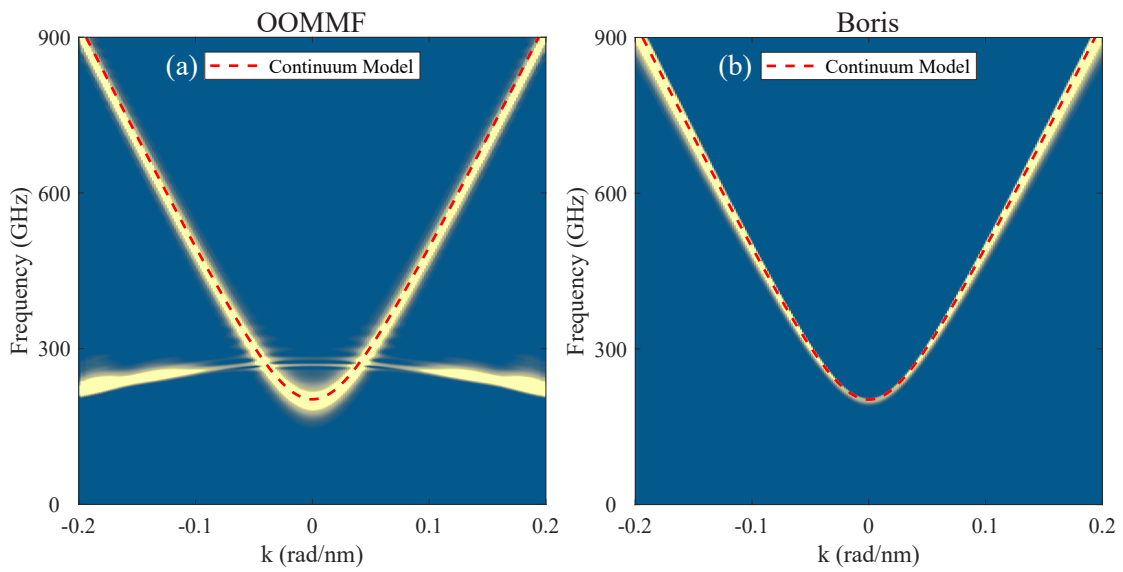 OOMMF
900
600
300
0
Frequency (GHz)
(a)
Continuum Model
-0.2
-0.1
0
0.1
0.2
k (rad/nm)
Boris
900
600
300
0
Frequency (GHz)
(b)
Continuum Model
-0.2
-0.1
0
0.1
0.2
k (rad/nm)